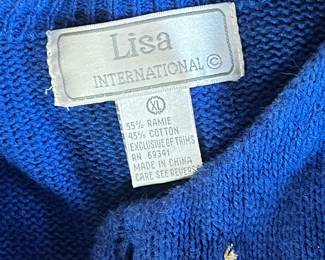 Lisa
INTERNATIONAL ©
XL
55% RAMIE
45% COTTON
EXCLUSIVE OF TRIMS
RN 69341
MADE IN CHINA
CARE SEE REVERSE